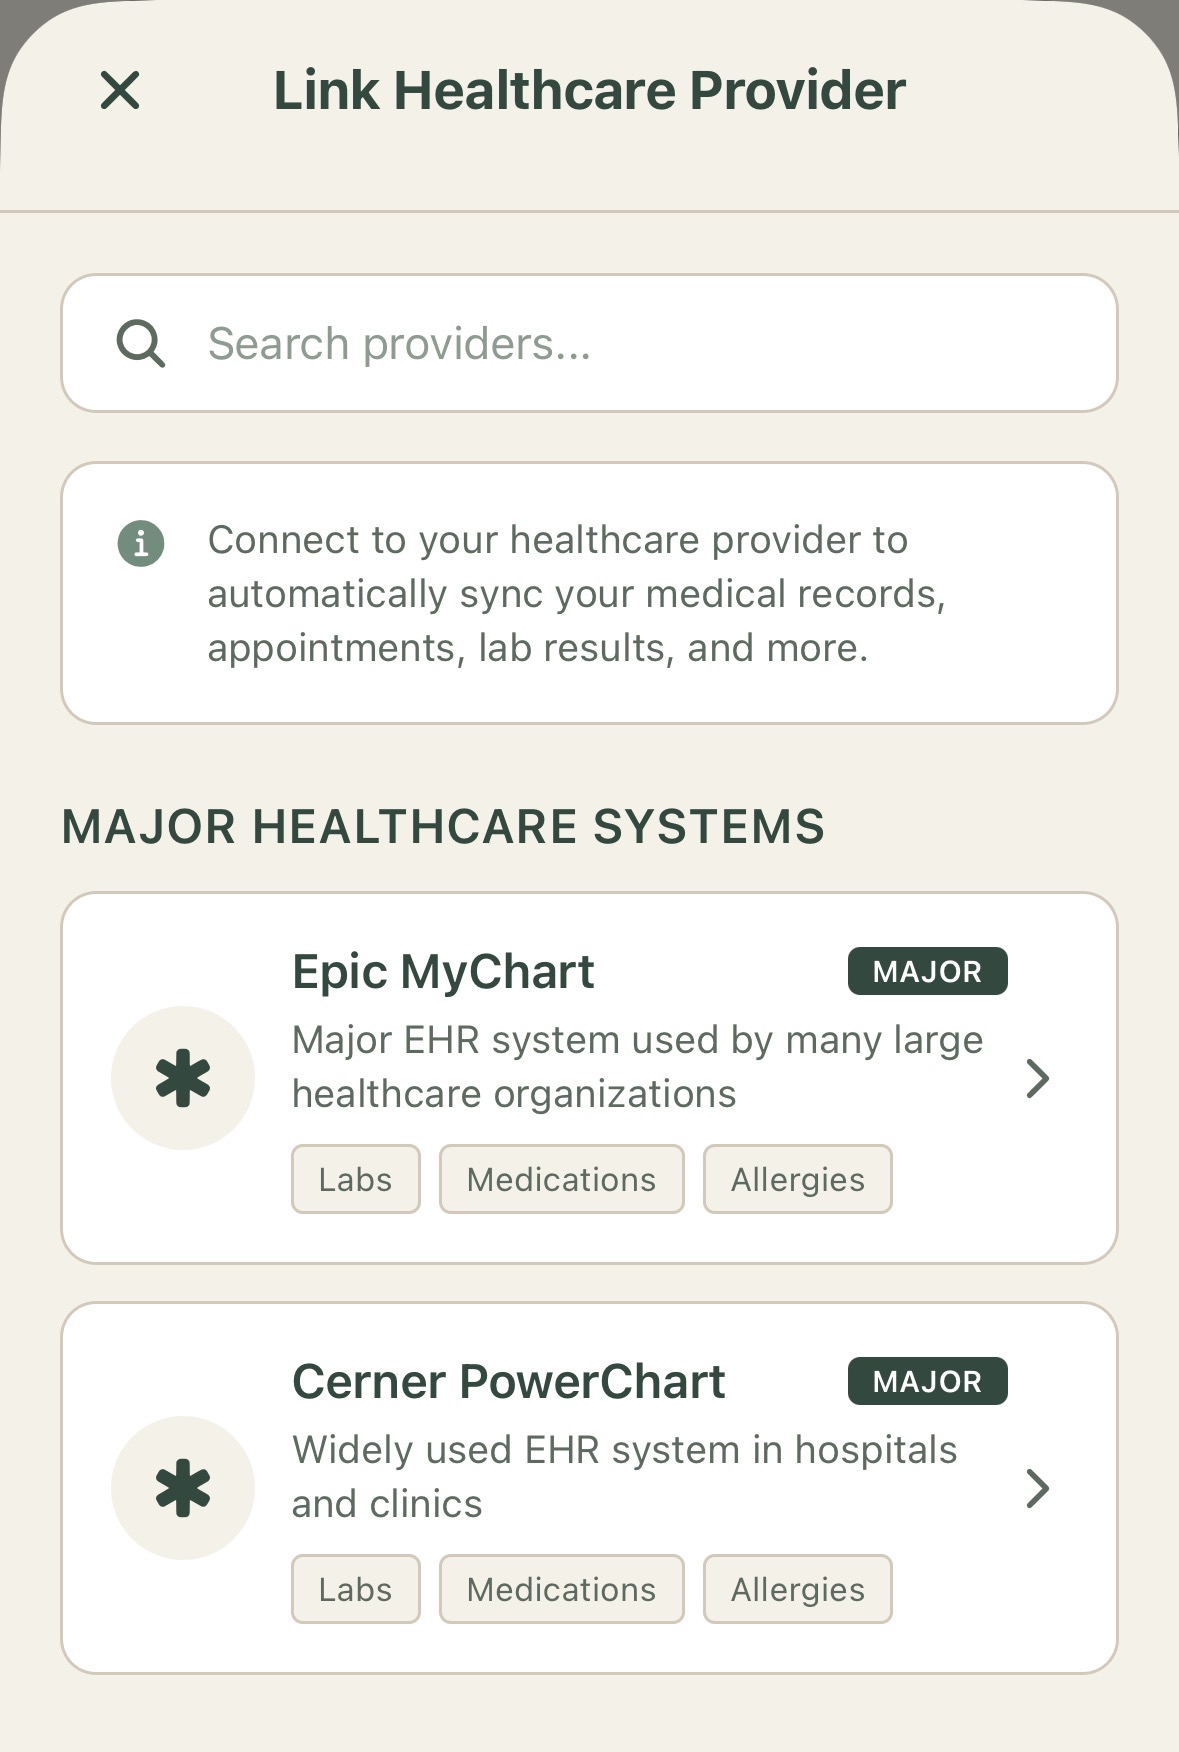 Link Healthcare Provider
Search providers...
Connect to your healthcare provider to
automatically sync your medical records,
appointments, lab results, and more.
MAJOR HEALTHCARE SYSTEMS
Epic MyChart MAJOR
Major EHR system used by many large
healthcare organizations
Labs Medications Allergies
Cerner PowerChart MAJOR
Widely used EHR system in hospitals
and clinics
Labs Medications Allergies